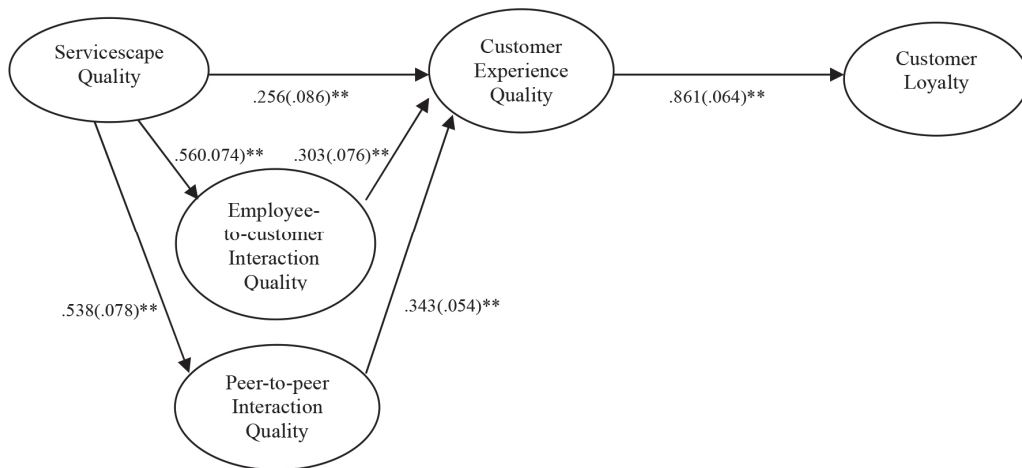 Servicescape
Quality
Customer
Experience
Quality
Customer
Loyalty
.256(.086)**
.861(.064)**
.560.074)**
.303(.076)**
Employee-
to-customer
Interaction
Quality
.538(.078)**
.343(.054)**
Peer-to-peer
Interaction
Quality